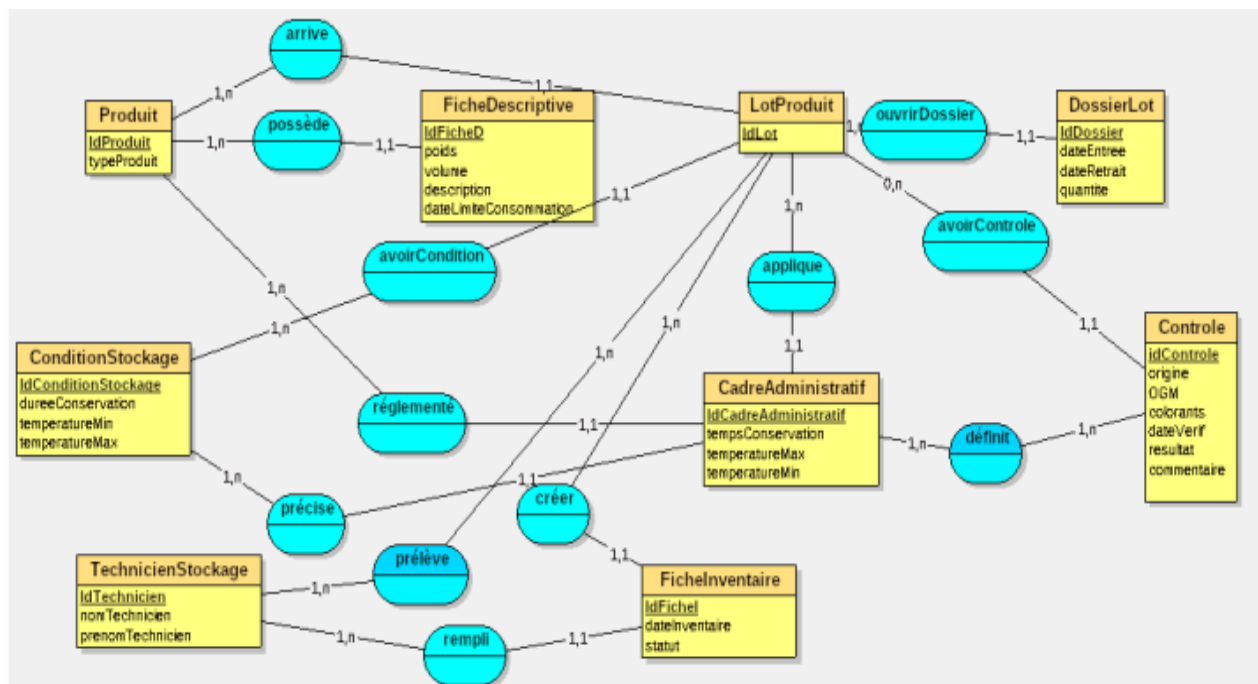 arrive
1,n
1,1
Produit
IdProduit
typeProduit
possède
1,n
1,1
FicheDescriptive
IdFicheD
poids
volume
description
dateLimiteConsommation
LotProduit
IdLot
ouvrirDossier
1,n
1,1
DossierLot
IdDossier
dateEntree
dateRetrait
quantite
0,n
avoirControle
1,1
1,1
avoirCondition
1,n
1,n
applique
1,1
1,n
1,n
1,n
Controle
idControle
origine
OGM
colorants
dateVerif
resultat
commentaire
ConditionStockage
IdConditionStockage
dureeConservation
temperatureMin
temperatureMax
réglementé
1,1
CadreAdministratif
IdCadreAdministratif
tempsConservation
temperatureMax
temperatureMin
1,n
définit
1,n
1,n
précise
1,1
créer
1,1
prélève
1,n
TechnicienStockage
IdTechnicien
nomTechnicien
prenomTechnicien
1,n
rempli
1,1
FicheInventaire
IdFicheI
dateInventaire
statut